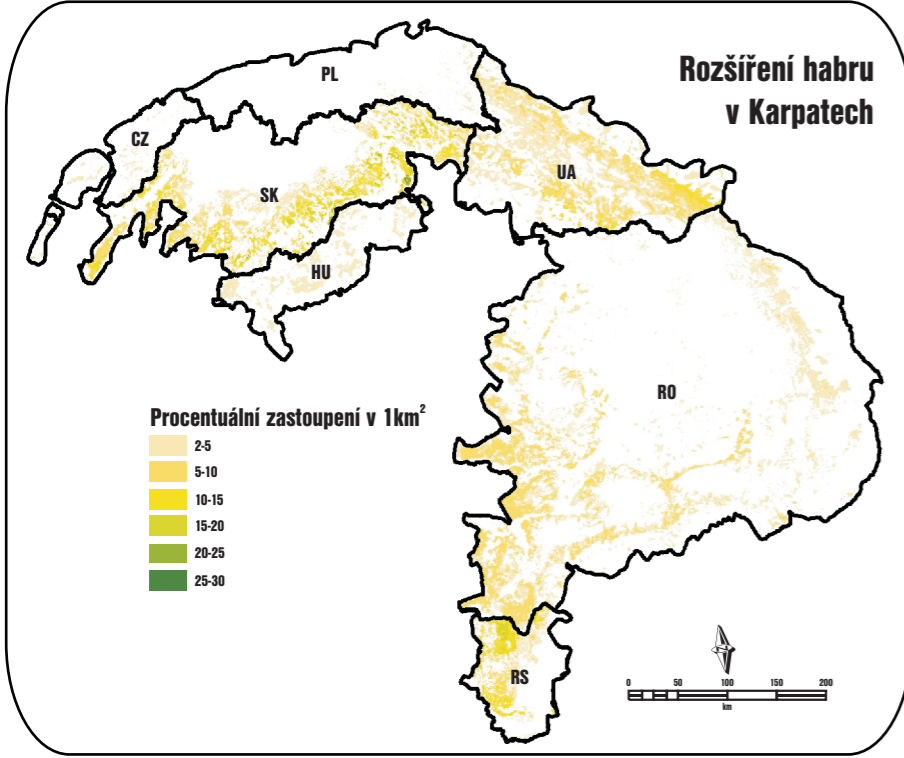 Rozšíření habru
v Karpatech
PL
CZ
SK
UA
HU
RO
RS
Procentuální zastoupení v 1km²
2-5
5-10
10-15
15-20
20-25
25-30
0 50 100 150 200
km